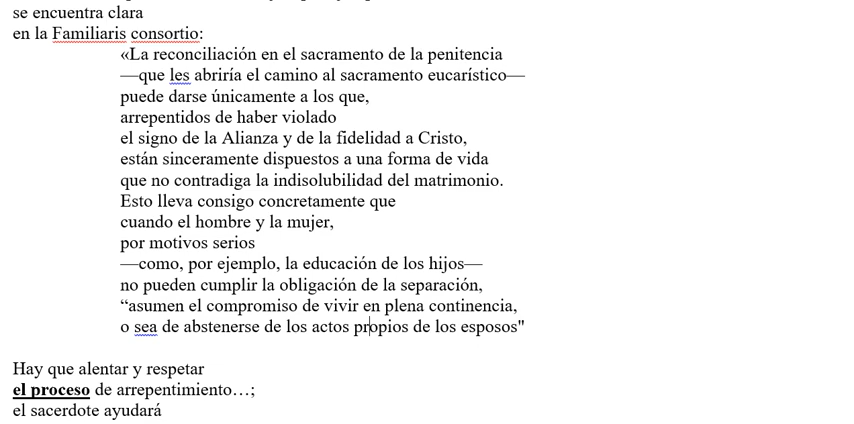 se encuentra clara
en la Familiaris consortio:
«La reconciliación en el sacramento de la penitencia
—que les abriría el camino al sacramento eucarístico—
puede darse únicamente a los que,
arrepentidos de haber violado
el signo de la Alianza y de la fidelidad a Cristo,
están sinceramente dispuestos a una forma de vida
que no contradiga la indisolubilidad del matrimonio.
Esto lleva consigo concretamente que
cuando el hombre y la mujer,
por motivos serios
—como, por ejemplo, la educación de los hijos—
no pueden cumplir la obligación de la separación,
“asumen el compromiso de vivir en plena continencia,
o sea de abstenerse de los actos propios de los esposos"
Hay que alentar y respetar
el proceso de arrepentimiento…;
el sacerdote ayudará